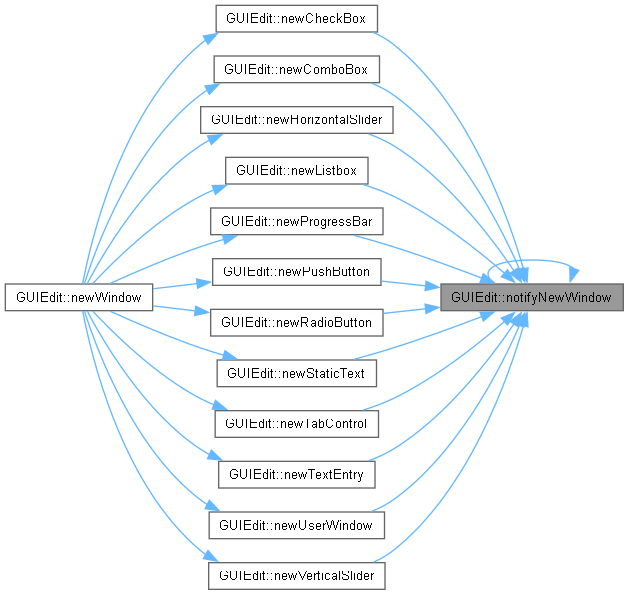 GUIEdit::newCheckBox
GUIEdit::newComboBox
GUIEdit::newHorizontalSlider
GUIEdit::newListbox
GUIEdit::newProgressBar
GUIEdit::newPushButton
GUIEdit::newWindow
GUIEdit::notifyNewWindow
GUIEdit::newRadioButton
GUIEdit::newStaticText
GUIEdit::newTabControl
GUIEdit::newTextEntry
GUIEdit::newUserWindow
GUIEdit::newVerticalSlider